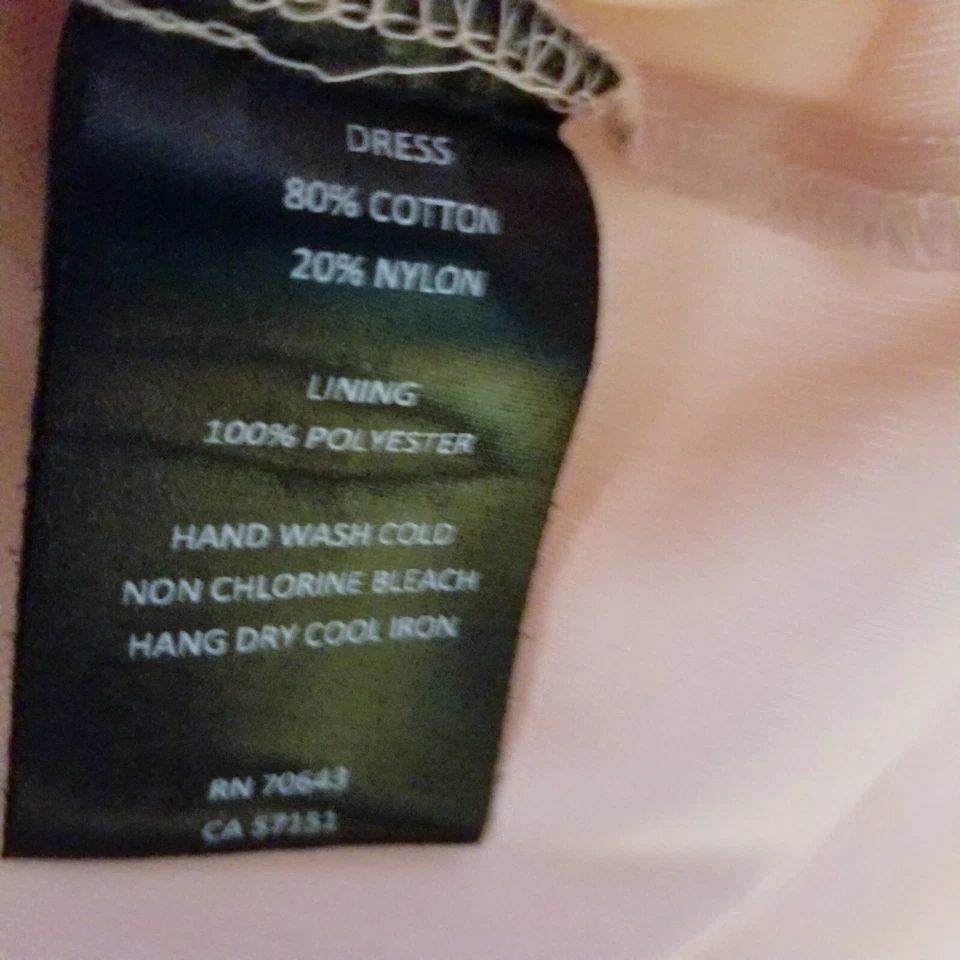 DRESS
80% COTTON
20% NYLON
LINING
100% POLYESTER
HAND WASH COLD
NON CHLORINE BLEACH
HANG DRY COOL IRON
RN 70643
CA 57151